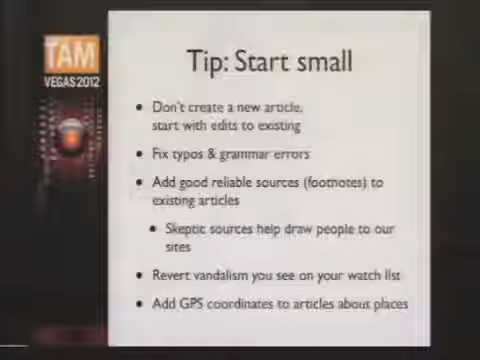 TAM
VEGAS 2012
Tip: Start small
• Don't create a new article,
start with edits to existing
• Fix typos & grammar errors
• Add good reliable sources (footnotes) to
existing articles
• Skeptic sources help draw people to our
sites
• Revert vandalism you see on your watch list
• Add GPS coordinates to articles about places